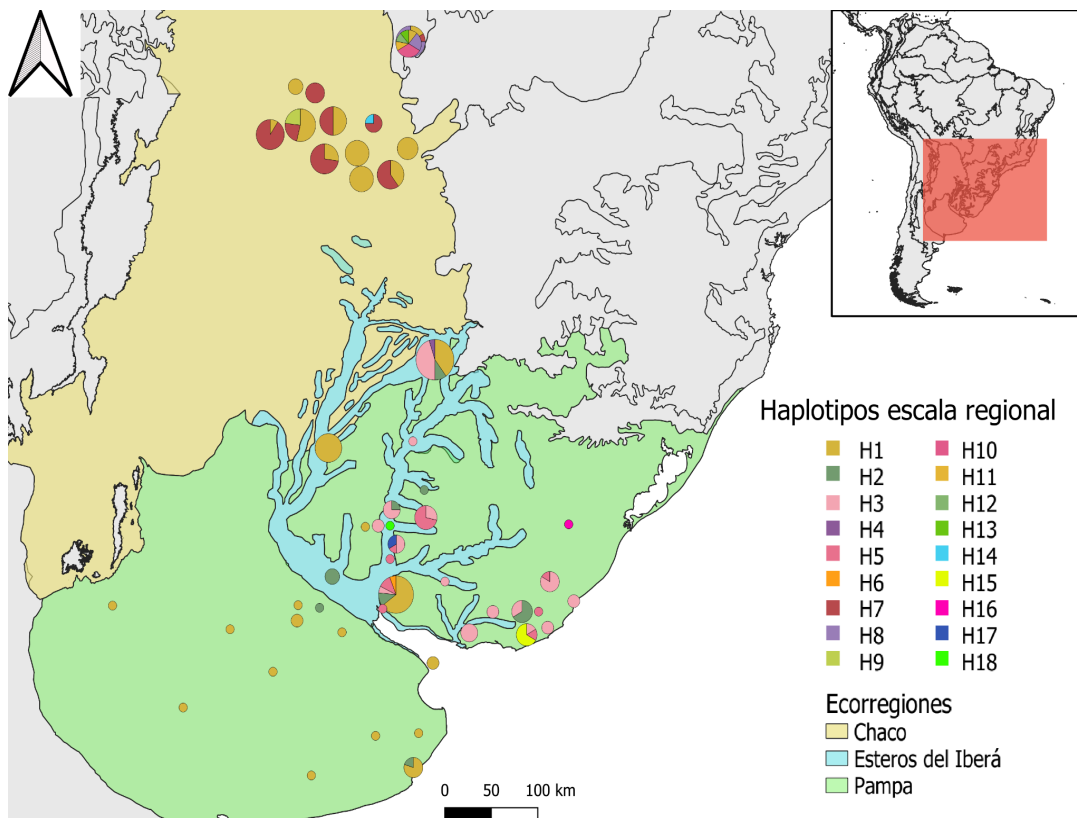 Haplotipos escala regional
H1 H10
H2 H11
H3 H12
H4 H13
H5 H14
H6 H15
H7 H16
H8 H17
H9 H18
Ecorregiones
Chaco
Esteros del Iberá
Pampa
0 50 100 km